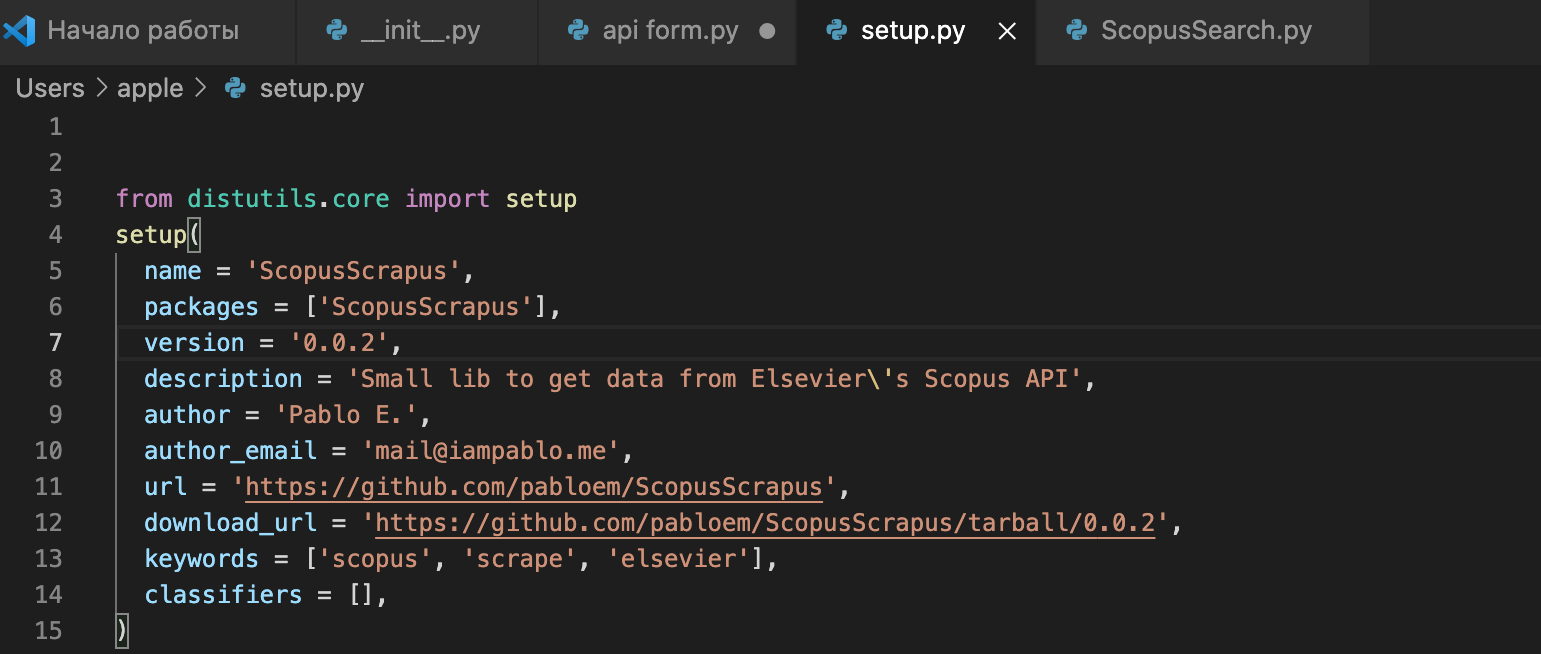 Начало работы __init__.py api form.py setup.py ScopusSearch.py
Users > apple > setup.py
1
2
3 from distutils.core import setup
4 setup(
5 name = 'ScopusScrapus',
6 packages = ['ScopusScrapus'],
7 version = '0.0.2',
8 description = 'Small lib to get data from Elsevier\'s Scopus API',
9 author = 'Pablo E.',
10 author_email = 'mail@iampablo.me',
11 url = 'https://github.com/pabloem/ScopusScrapus',
12 download_url = 'https://github.com/pabloem/ScopusScrapus/tarball/0.0.2',
13 keywords = ['scopus', 'scrape', 'elsevier'],
14 classifiers = [],
15 )